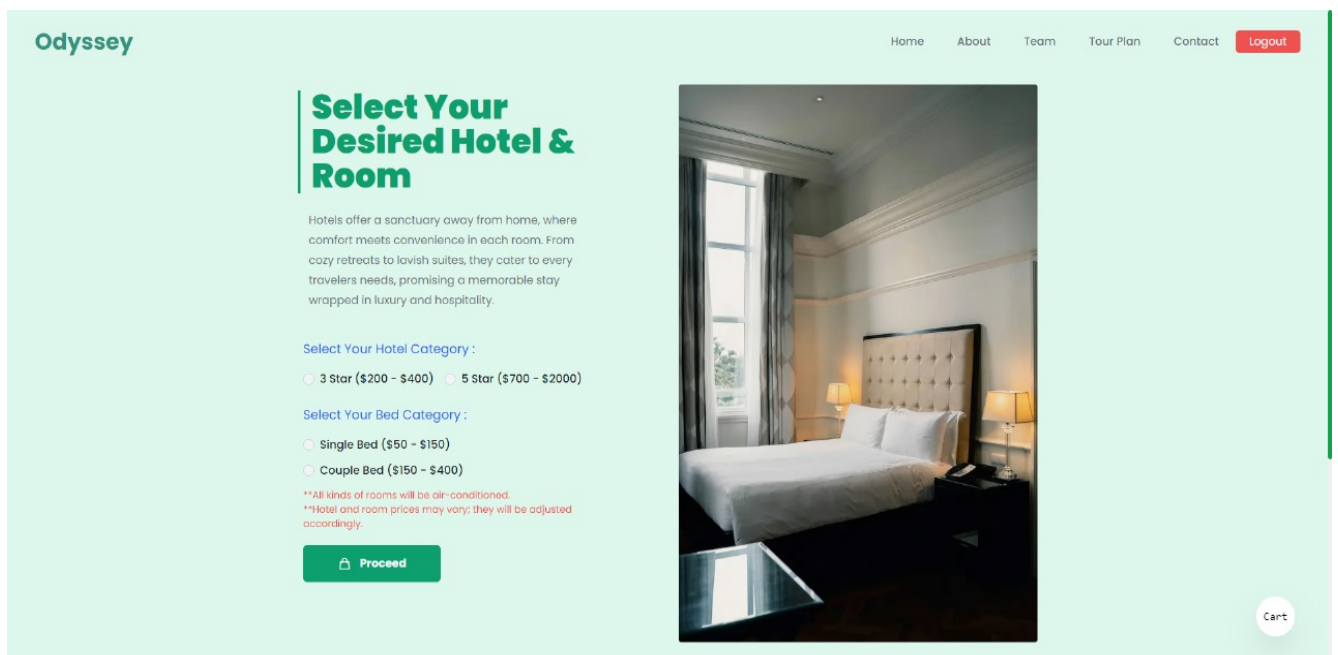 Odyssey
Home About Team Tour Plan Contact Logout
Select Your
Desired Hotel &
Room
Hotels offer a sanctuary away from home, where
comfort meets convenience in each room. From
cozy retreats to lavish suites, they cater to every
travelers needs, promising a memorable stay
wrapped in luxury and hospitality.
Select Your Hotel Category :
3 Star ($200 - $400) 5 Star ($700 - $2000)
Select Your Bed Category :
Single Bed ($50 - $150)
Couple Bed ($150 - $400)
**All kinds of rooms will be air-conditioned.
**Hotel and room prices may vary; they will be adjusted
accordingly.
Proceed
Cart